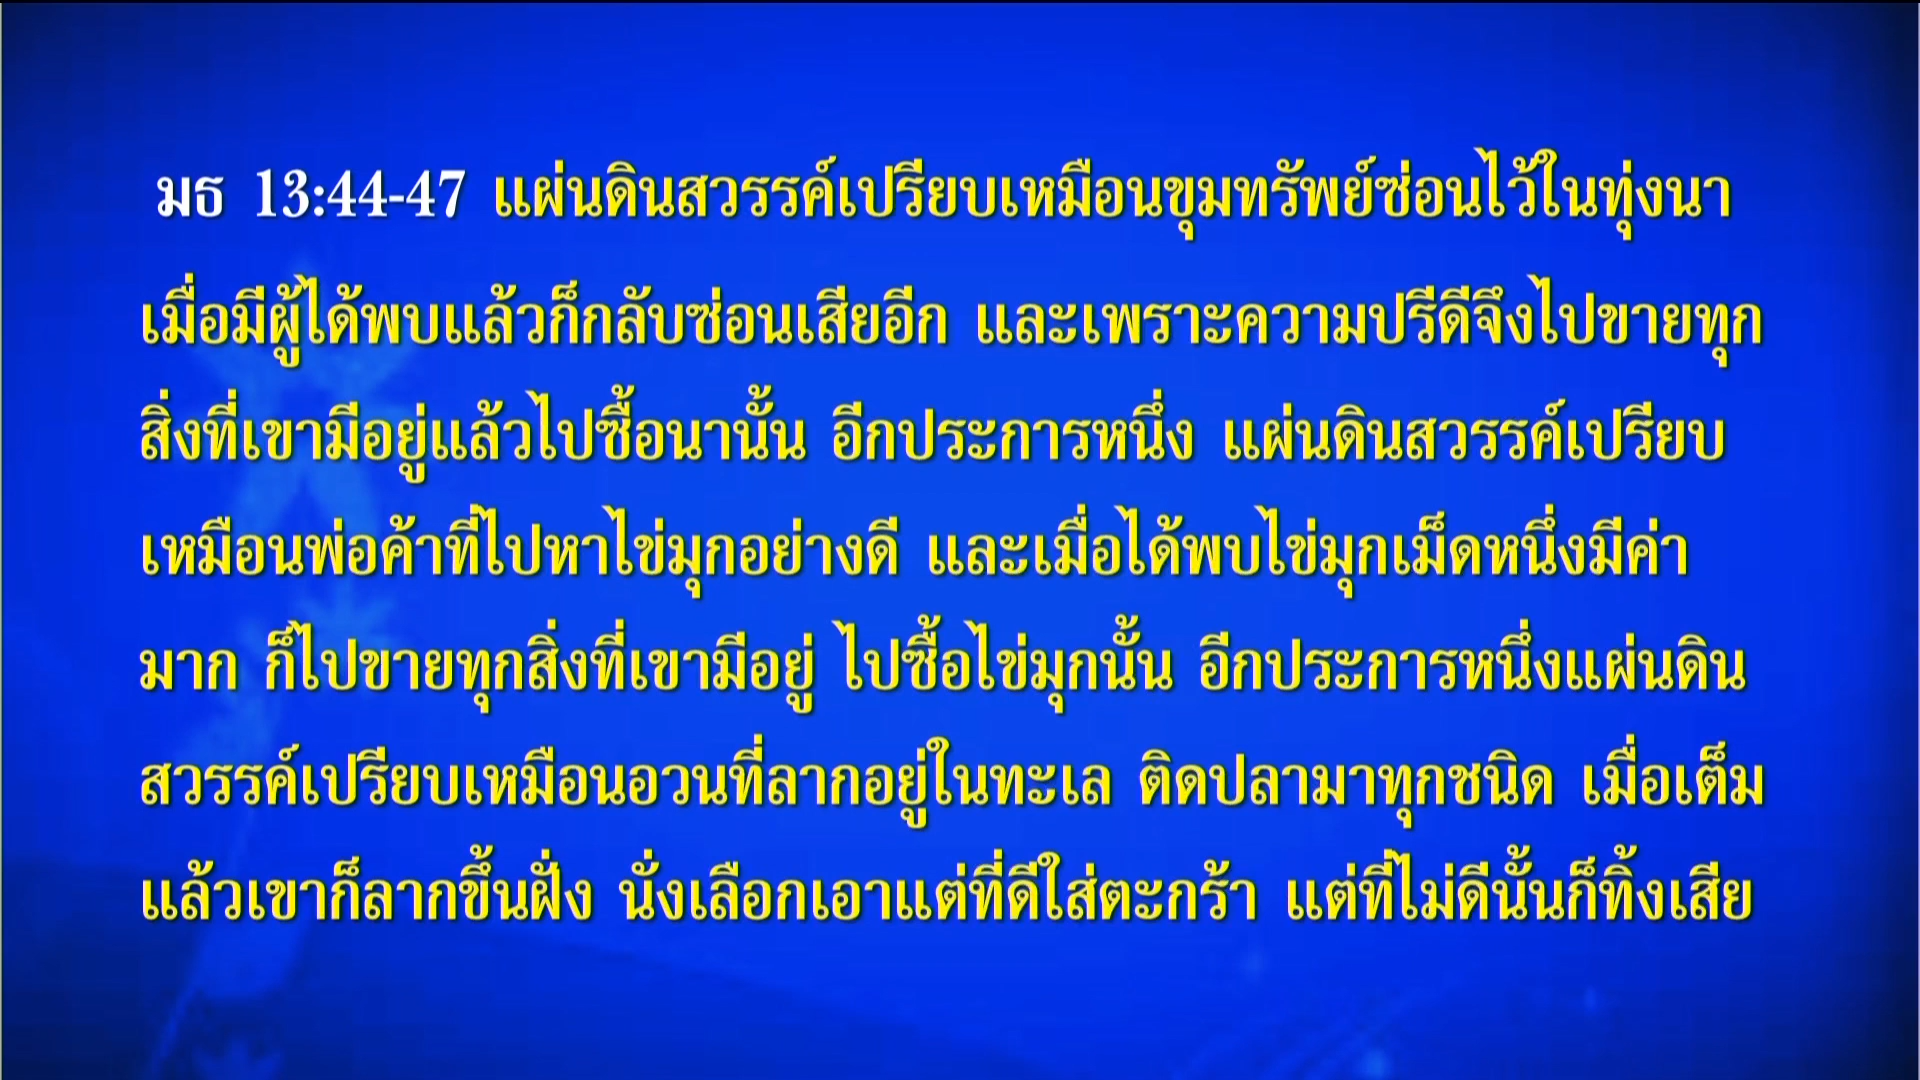 มธ 13:44-47 แผ่นดินสวรรค์เปรียบเหมือนขุมทรัพย์ซ่อนไว้ในทุ่งนา
เมื่อมีผู้ได้พบแล้วก็กลับซ่อนเสียอีก และเพราะความปรีดีจึงไปขายทุก
สิ่งที่เขามีอยู่แล้วไปซื้อนานั้น อีกประการหนึ่ง แผ่นดินสวรรค์เปรียบ
เหมือนพ่อค้าที่ไปหาไข่มุกอย่างดี และเมื่อได้พบไข่มุกเม็ดหนึ่งมีค่า
มาก ก็ไปขายทุกสิ่งที่เขามีอยู่ ไปซื้อไข่มุกนั้น อีกประการหนึ่งแผ่นดิน
สวรรค์เปรียบเหมือนอวนที่ลากอยู่ในทะเล ติดปลามาทุกชนิด เมื่อเต็ม
แล้วเขาก็ลากขึ้นฝั่ง นั่งเลือกเอาแต่ที่ดีใส่ตะกร้า แต่ที่ไม่ดีนั้นก็ทิ้งเสีย